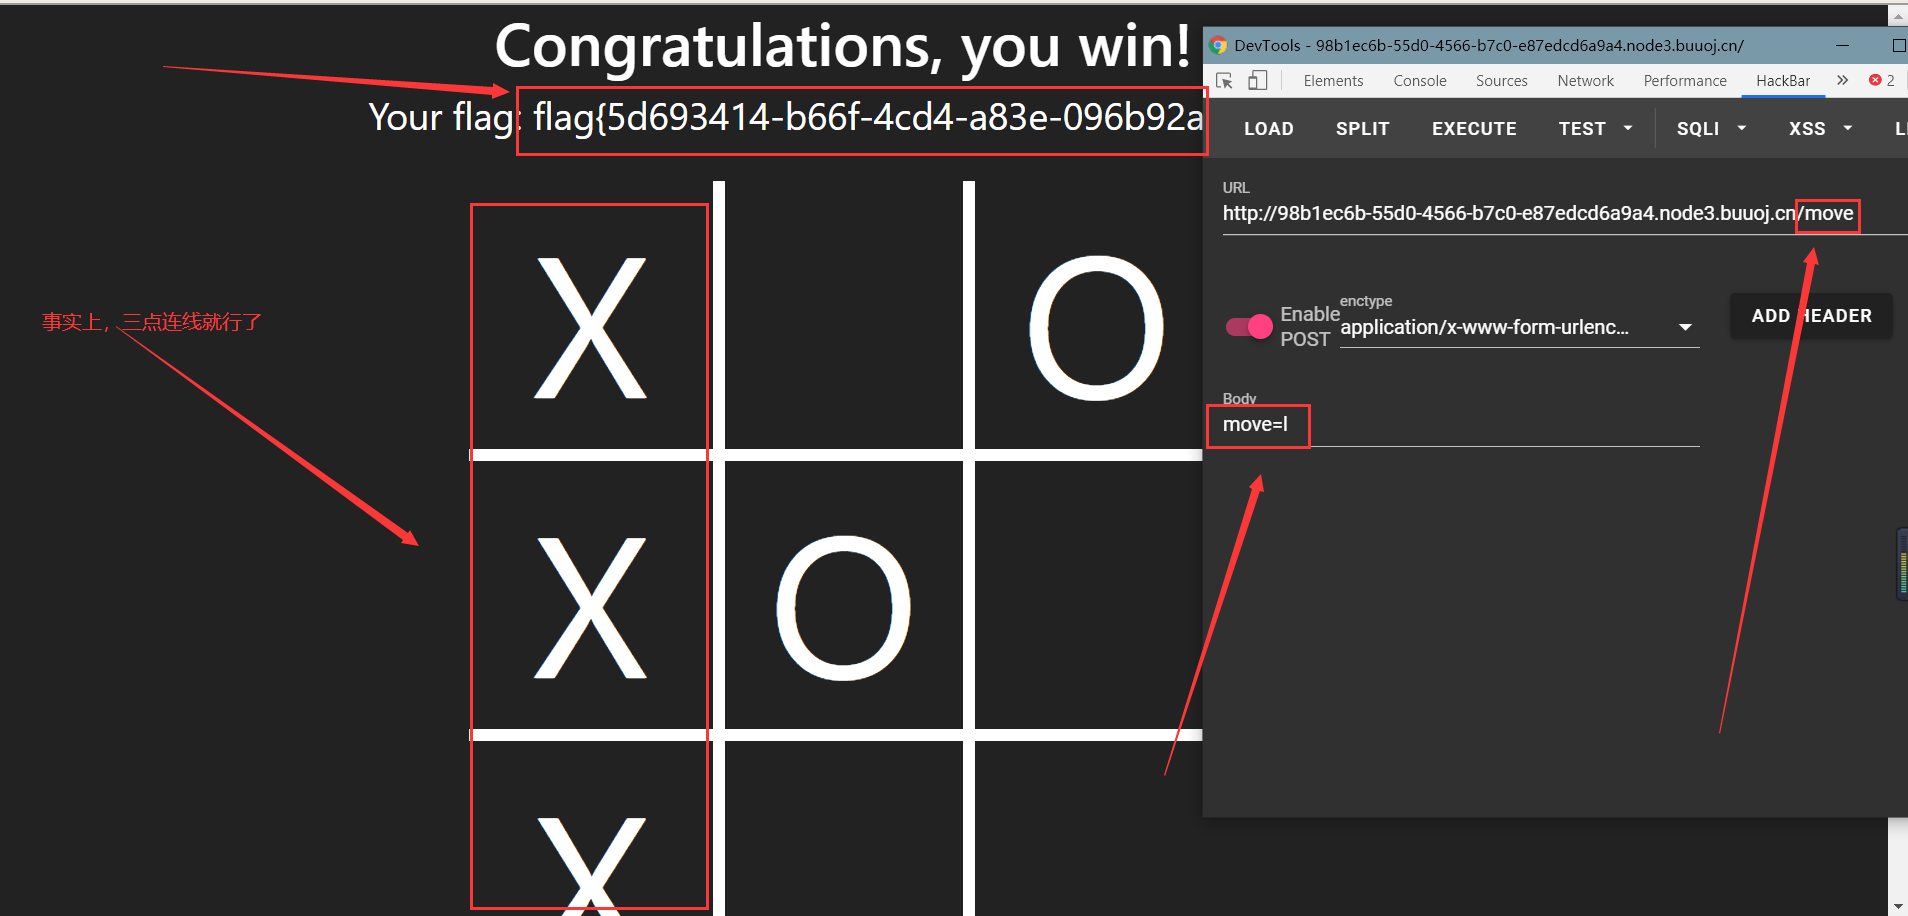 Congratulations, you win!
Your flag: flag{5d693414-b66f-4cd4-a83e-096b92a
事实上，三点连线就行了
X
O
X
O
X
DevTools - 98b1ec6b-55d0-4566-b7c0-e87edcd6a9a4.node3.buuoj.cn/
Elements Console Sources Network Performance HackBar » 2
LOAD SPLIT EXECUTE TEST SQLI XSS
URL
http://98b1ec6b-55d0-4566-b7c0-e87edcd6a9a4.node3.buuoj.cn/move
Enable
POST
enctype
application/x-www-form-urlenc...
ADD HEADER
Body
move=l